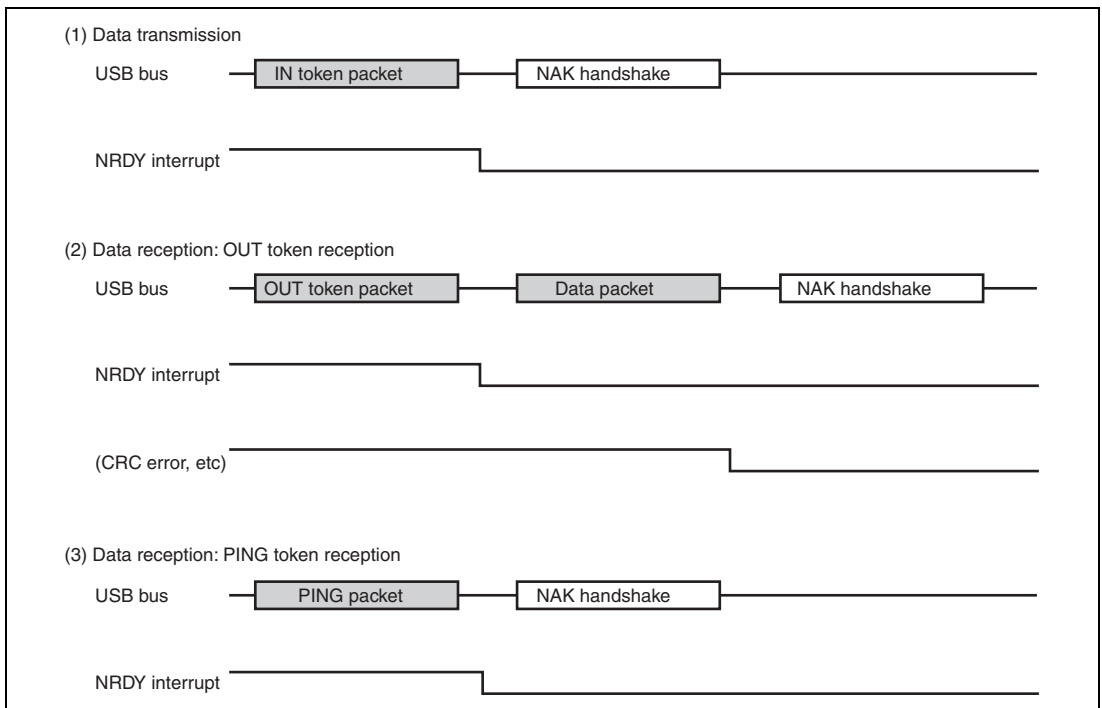 (1) Data transmission
USB bus IN token packet NAK handshake
NRDY interrupt
(2) Data reception: OUT token reception
USB bus OUT token packet Data packet NAK handshake
NRDY interrupt
(CRC error, etc)
(3) Data reception: PING token reception
USB bus PING packet NAK handshake
NRDY interrupt